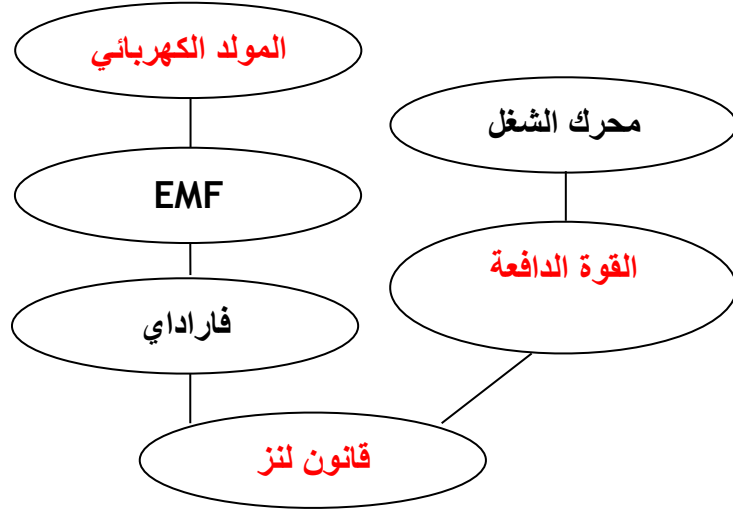 المولد الكهربائي
محرك الشغل
EMF
القوة الدافعة
فاراداي
قانون لنز